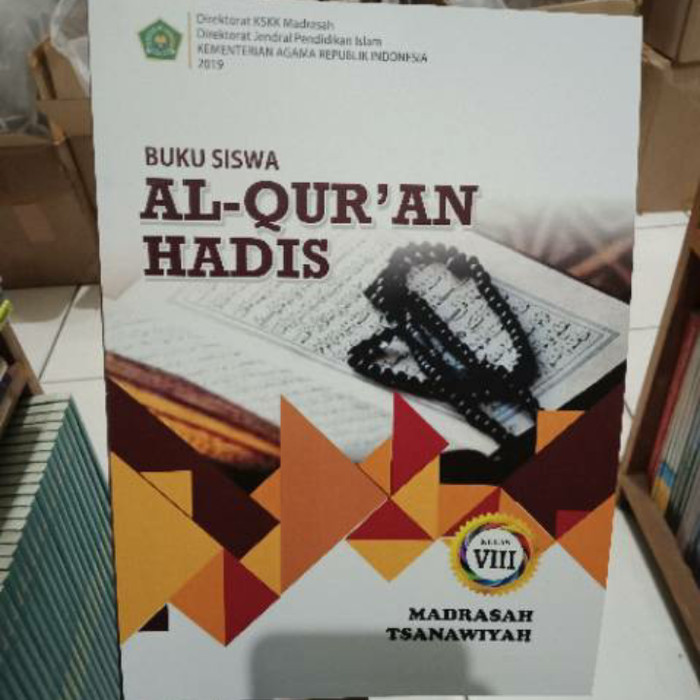 Direktorat KSKK Madrasah
Direktorat Jendral Pendidikan Islam
KEMENTERIAN AGAMA REPUBLIK INDONESIA
2019
BUKU SISWA
AL-QUR'AN
HADIS
KELAS
VIII
MADRASAH
TSANAWIYAH